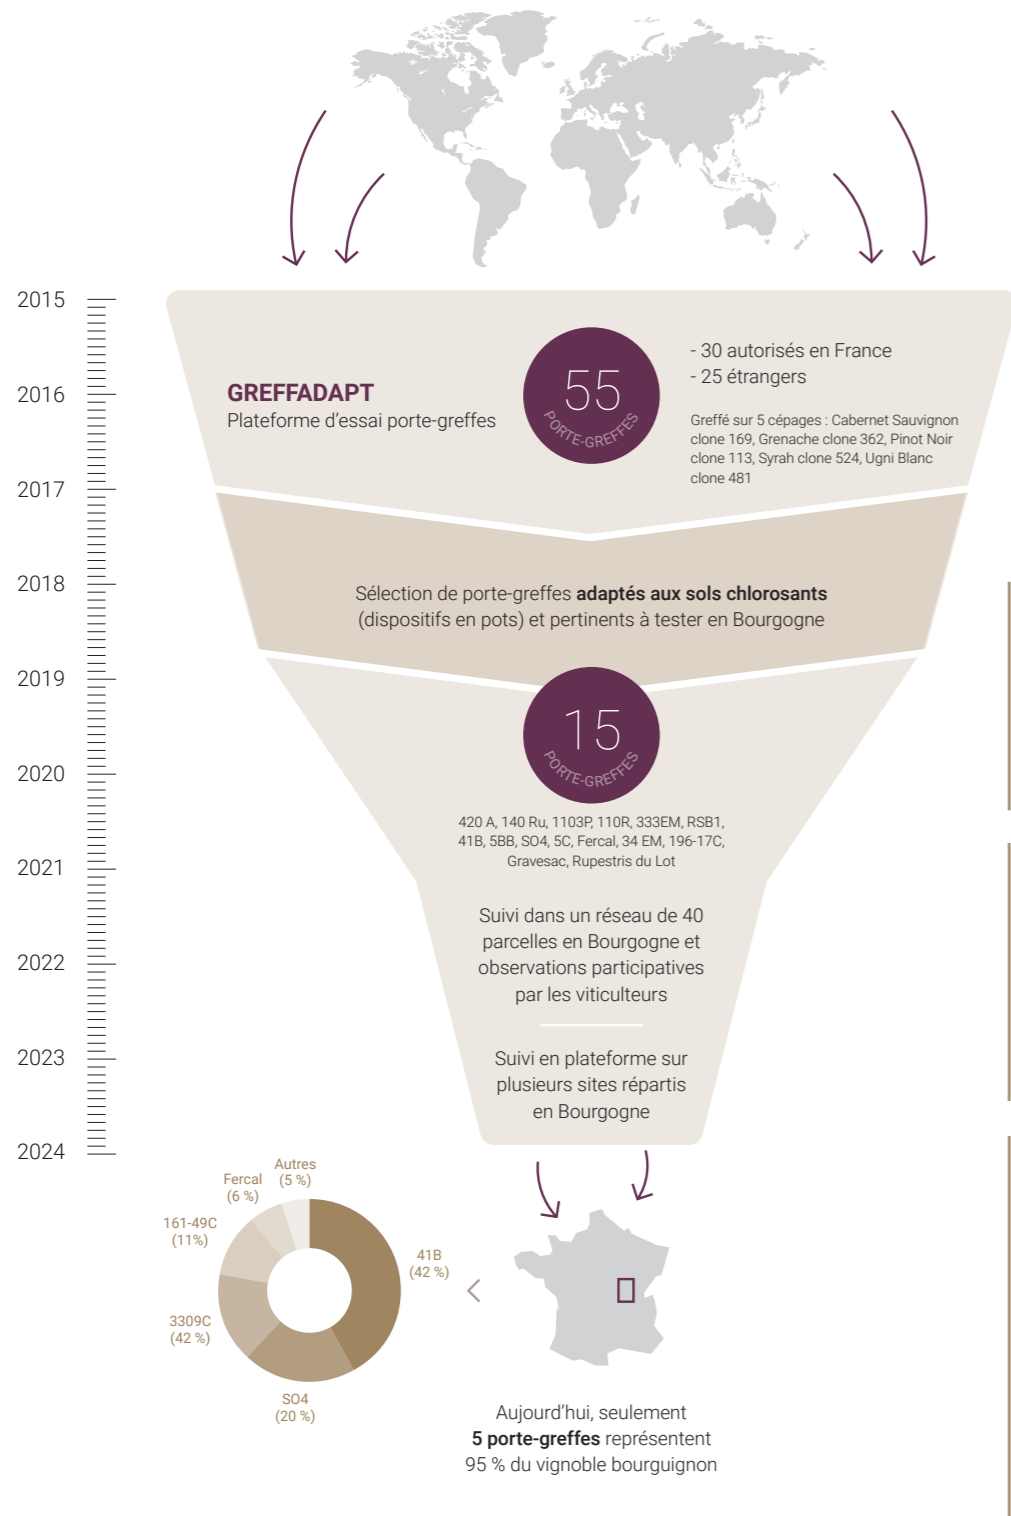 2015
2016
2017
2018
2019
2020
2021
2022
2023
2024
GREFFADAPT
Plateforme d'essai porte-greffes
55
PORTE-GREFFES
- 30 autorisés en France
- 25 étrangers
Greffé sur 5 cépages : Cabernet Sauvignon
clone 169, Grenache clone 362, Pinot Noir
clone 113, Syrah clone 524, Ugni Blanc
clone 481
Sélection de porte-greffes adaptés aux sols chlorosants
(dispositifs en pots) et pertinents à tester en Bourgogne
15
PORTE-GREFFES
420 A, 140 Ru, 1103P, 110R, 333EM, RSB1,
41B, 5BB, SO4, 5C, Fercal, 34 EM, 196-17C,
Gravesac, Rupestris du Lot
Suivi dans un réseau de 40
parcelles en Bourgogne et
observations participatives
par les viticulteurs
Suivi en plateforme sur
plusieurs sites répartis
en Bourgogne
Autres
(5 %)
Fercal
(6 %)
161-49C
(11%)
41B
(42 %)
3309C
(42 %)
SO4
(20 %)
Aujourd'hui, seulement
5 porte-greffes représentent
95 % du vignoble bourguignon